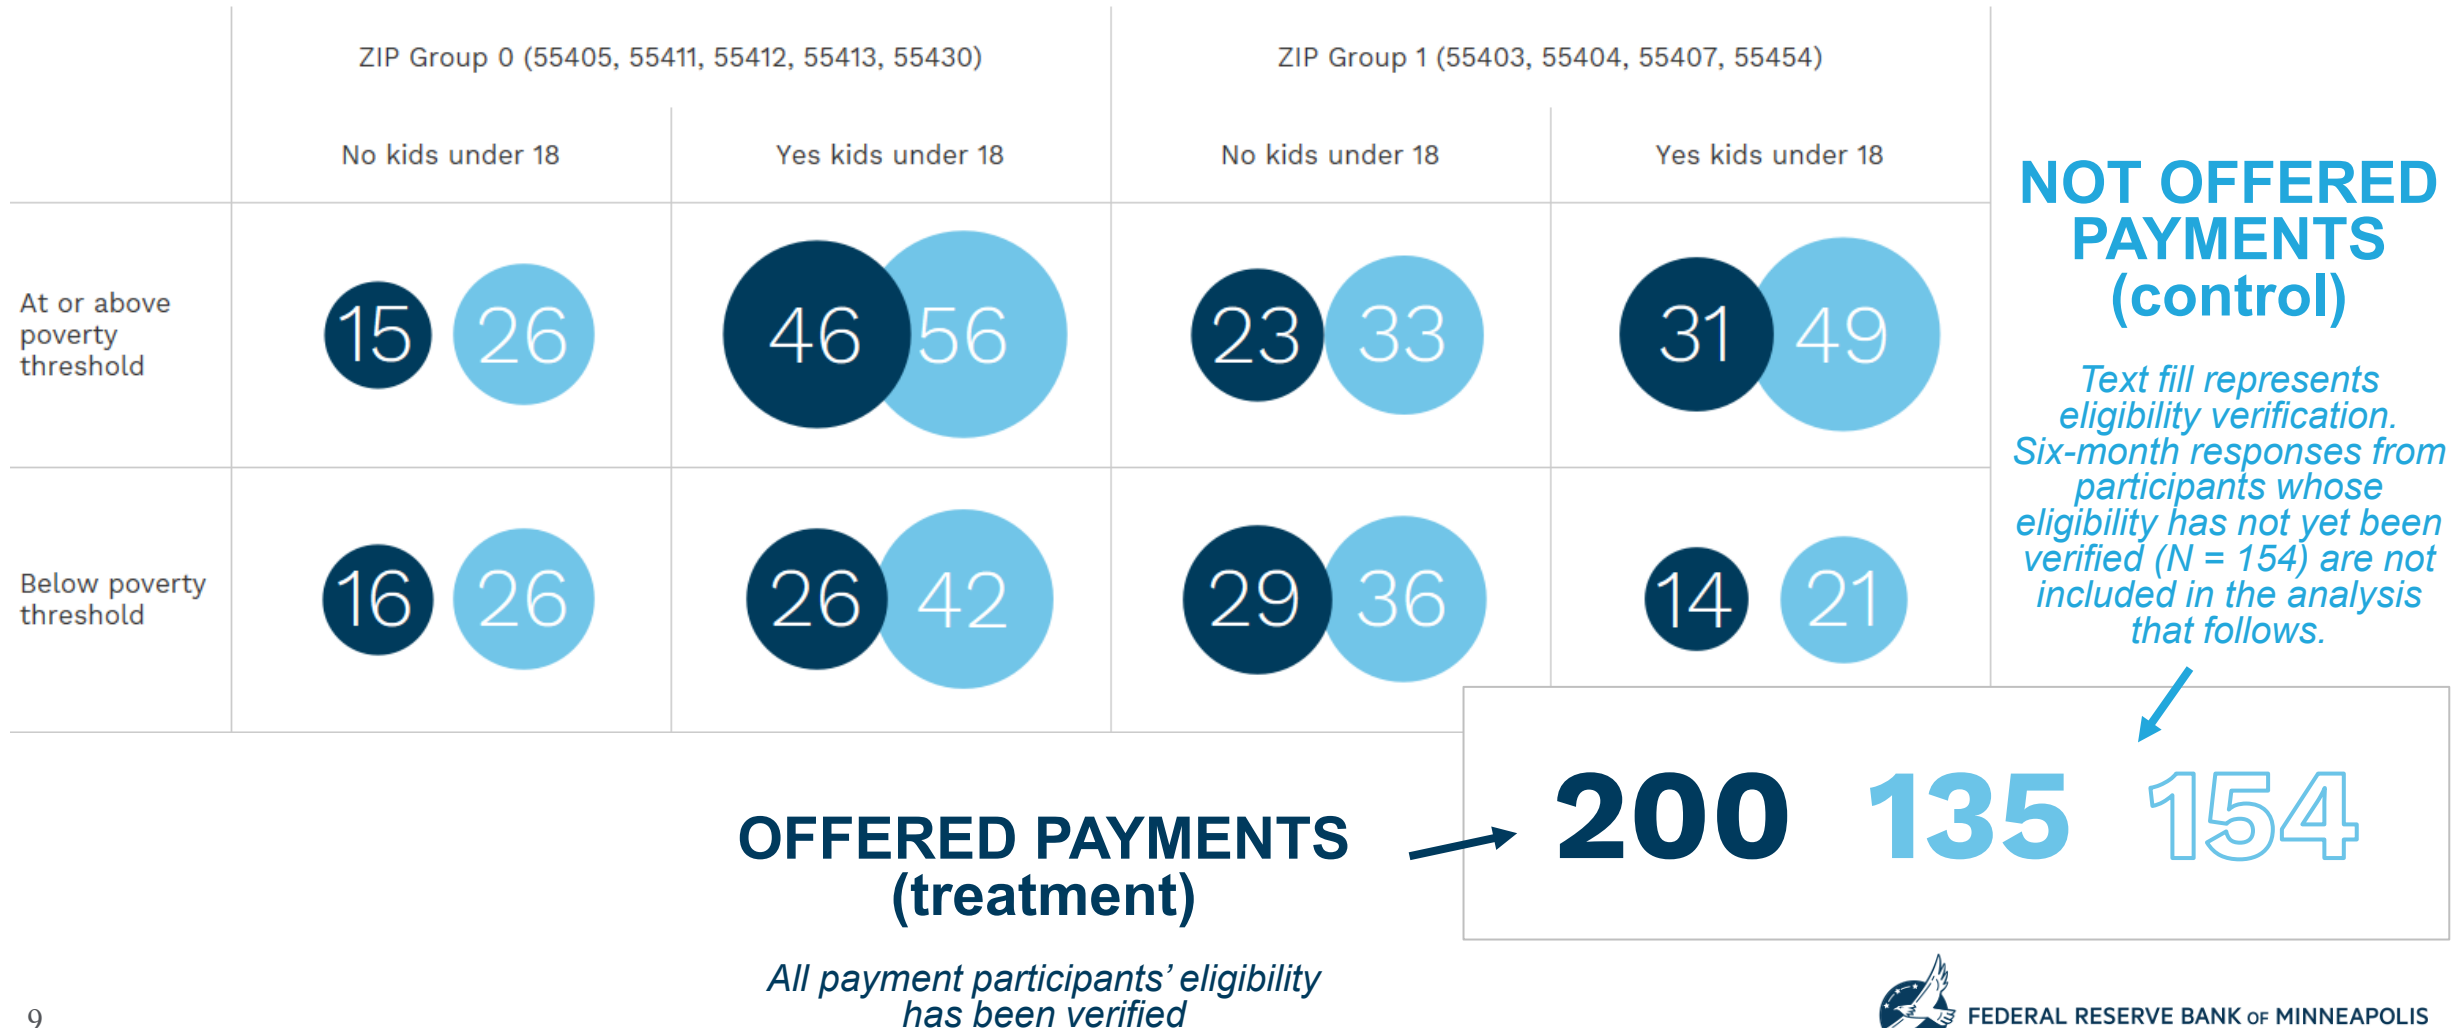 ZIP Group 0 (55405, 55411, 55412, 55413, 55430)
ZIP Group 1 (55403, 55404, 55407, 55454)
No kids under 18
Yes kids under 18
No kids under 18
Yes kids under 18
At or above
poverty
threshold
15
26
46
56
23
33
31
49
Below poverty
threshold
16
26
26
42
29
36
14
21
NOT OFFERED
PAYMENTS
(control)
Text fill represents
eligibility verification.
Six-month responses from
participants whose
eligibility has not yet been
verified (N = 154) are not
included in the analysis
that follows.
200 135 154
OFFERED PAYMENTS
(treatment)
All payment participants’ eligibility
has been verified
9
FEDERAL RESERVE BANK OF MINNEAPOLIS